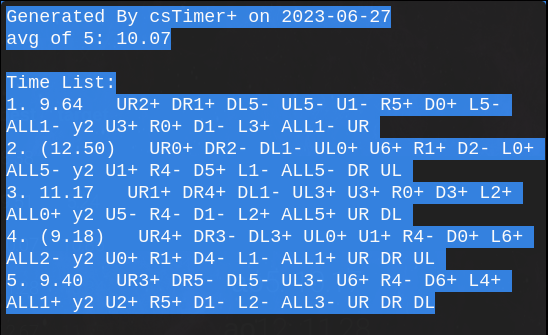 Generated By csTimer+ on 2023-06-27
avg of 5: 10.07
Time List:
1. 9.64   UR2+ DR1+ DL5- UL5- U1- R5+ D0+ L5-
ALL1- y2 U3+ R0+ D1- L3+ ALL1- UR
2. (12.50)   UR0+ DR2- DL1- UL0+ U6+ R1+ D2- L0+
ALL5- y2 U1+ R4- D5+ L1- ALL5- DR UL
3. 11.17   UR1+ DR4+ DL1- UL3+ U3+ R0+ D3+ L2+
ALL0+ y2 U5- R4- D1- L2+ ALL5+ UR DL
4. (9.18)   UR4+ DR3- DL3+ UL0+ U1+ R4- D0+ L6+
ALL2- y2 U0+ R1+ D4- L1- ALL1+ UR DR UL
5. 9.40   UR3+ DR5- DL5- UL3- U6+ R4- D6+ L4+
ALL1+ y2 U2+ R5+ D1- L2- ALL3- UR DR DL